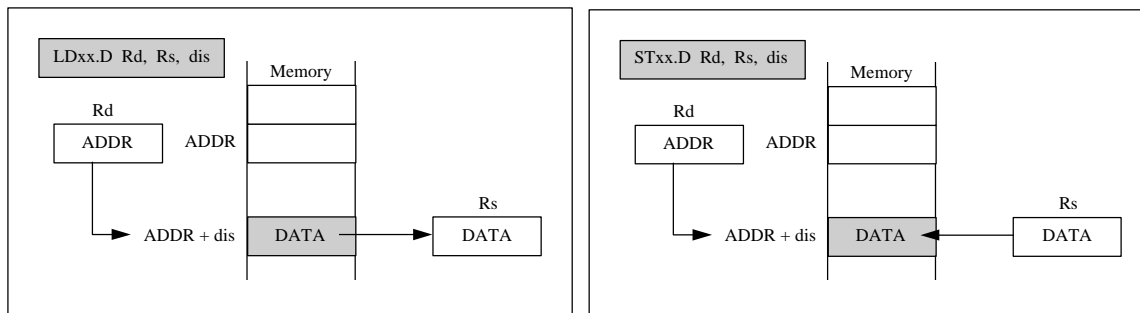 LDxx.D Rd, Rs, dis
Memory
Rd
ADDR
ADDR
Rs
ADDR + dis
DATA
DATA
STxx.D Rd, Rs, dis
Memory
Rd
ADDR
ADDR
Rs
ADDR + dis
DATA
DATA